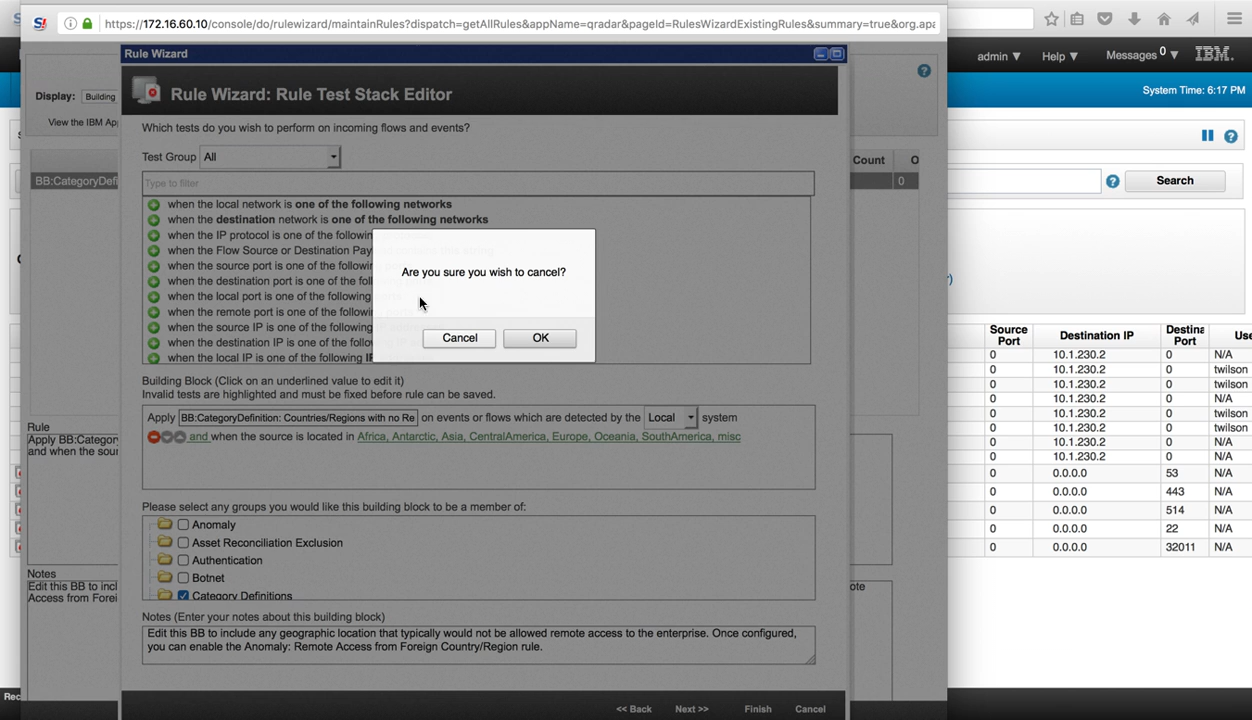 https://172.16.60.10/console/do/rulewizard/maintainRules?dispatch=getAllRules&appName=qradar&pageId=RulesWizardExistingRules&summary=true&org.apa
admin ▼ Help ▼ Messages 0 ▼ IBM.
System Time: 6:17 PM
Rule Wizard
Display: Building
View the IBM Ap
Rule Wizard: Rule Test Stack Editor
Which tests do you wish to perform on incoming flows and events?
Test Group All
Count O
BB:CategoryDefi 0
Search
Type to filter
when the local network is one of the following networks
when the destination network is one of the following networks
when the IP protocol is one of the followin
when the Flow Source or Destination Pay
when the source port is one of the following
when the destination port is one of the following
when the local port is one of the following
when the remote port is one of the following
when the source IP is one of the following
when the destination IP is one of the following
when the local IP is one of the following IP
Are you sure you wish to cancel?
Cancel OK
Building Block (Click on an underlined value to edit it)
Invalid tests are highlighted and must be fixed before rule can be saved.
Apply BB:CategoryDefinition: Countries/Regions with no Re on events or flows which are detected by the Local system
and when the source is located in Africa, Antarctic, Asia, CentralAmerica, Europe, Oceania, SouthAmerica, misc
Rule
Apply BB:Category
and when the sour
Please select any groups you would like this building block to be a member of:
Anomaly
Asset Reconciliation Exclusion
Authentication
Botnet
Category Definitions
Notes
Edit this BB to incl
Access from Forei
ote
Notes (Enter your notes about this building block)
Edit this BB to include any geographic location that typically would not be allowed remote access to the enterprise. Once configured,
you can enable the Anomaly: Remote Access from Foreign Country/Region rule.
<< Back Next >> Finish Cancel
Rec
Source Port Destination IP Destina Port Use
0 10.1.230.2 0 N/A
0 10.1.230.2 0 twilson
0 10.1.230.2 0 twilson
0 10.1.230.2 0 N/A
0 10.1.230.2 0 twilson
0 10.1.230.2 0 twilson
0 10.1.230.2 0 N/A
0 10.1.230.2 0 N/A
0 0.0.0.0 53 N/A
0 0.0.0.0 443 N/A
0 0.0.0.0 514 N/A
0 0.0.0.0 22 N/A
0 0.0.0.0 32011 N/A